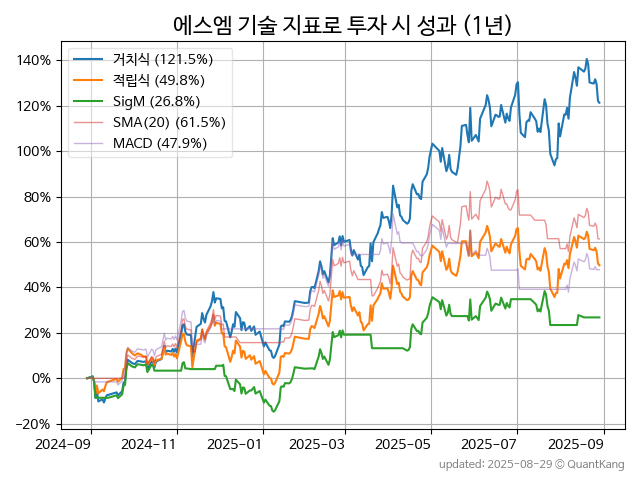 에스엠 기술 지표로 투자 시 성과 (1년)
140%
120%
100%
80%
60%
40%
20%
0%
−20%
거치식 (121.5%)
적립식 (49.8%)
SigM (26.8%)
SMA(20) (61.5%)
MACD (47.9%)
2024−09
2024−11
2025−01
2025−03
2025−05
2025−07
2025−09
updated: 2025-08-29 © QuantKang